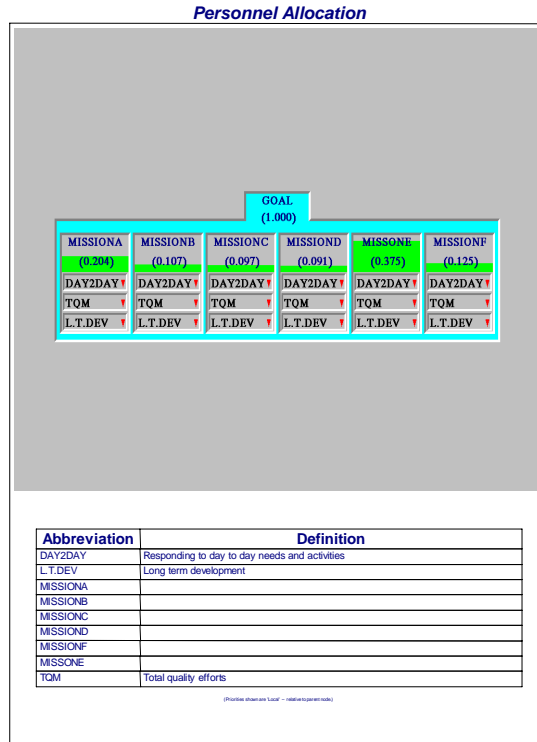 Personnel Allocation
GOAL
(1.000)
MISSIONA MISSIONB MISSIONC MISSIOND MISSONE MISSIONF
(0.204) (0.107) (0.097) (0.091) (0.375) (0.125)
DAY2DAY DAY2DAY DAY2DAY DAY2DAY DAY2DAY DAY2DAY
TQM TQM TQM TQM TQM TQM
L.T.DEV L.T.DEV L.T.DEV L.T.DEV L.T.DEV L.T.DEV
Abbreviation Definition
DAY2DAY Responding to day to day needs and activities
L.T.DEV Long term development
MISSIONA
MISSIONB
MISSIONC
MISSIOND
MISSIONF
MISSONE
TQM Total quality efforts
(Priorities shown are 'Local' -- relative to parent node.)